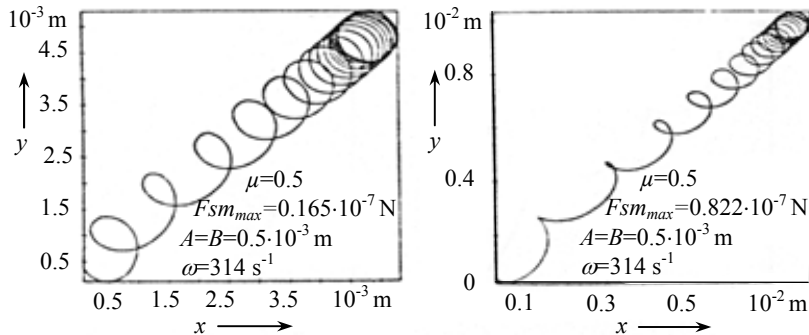 10⁻³ m
4.5
3.5
y
2.5
1.5
0.5
μ=0.5
Fsm_max=0.165·10⁻⁷ N
A=B=0.5·10⁻³ m
ω=314 s⁻¹
0.5 1.5 2.5 3.5 10⁻³ m
x
10⁻² m
0.8
y
0.4
0
μ=0.5
Fsm_max=0.822·10⁻⁷ N
A=B=0.5·10⁻³ m
ω=314 s⁻¹
0.1 0.3 0.5 10⁻² m
x